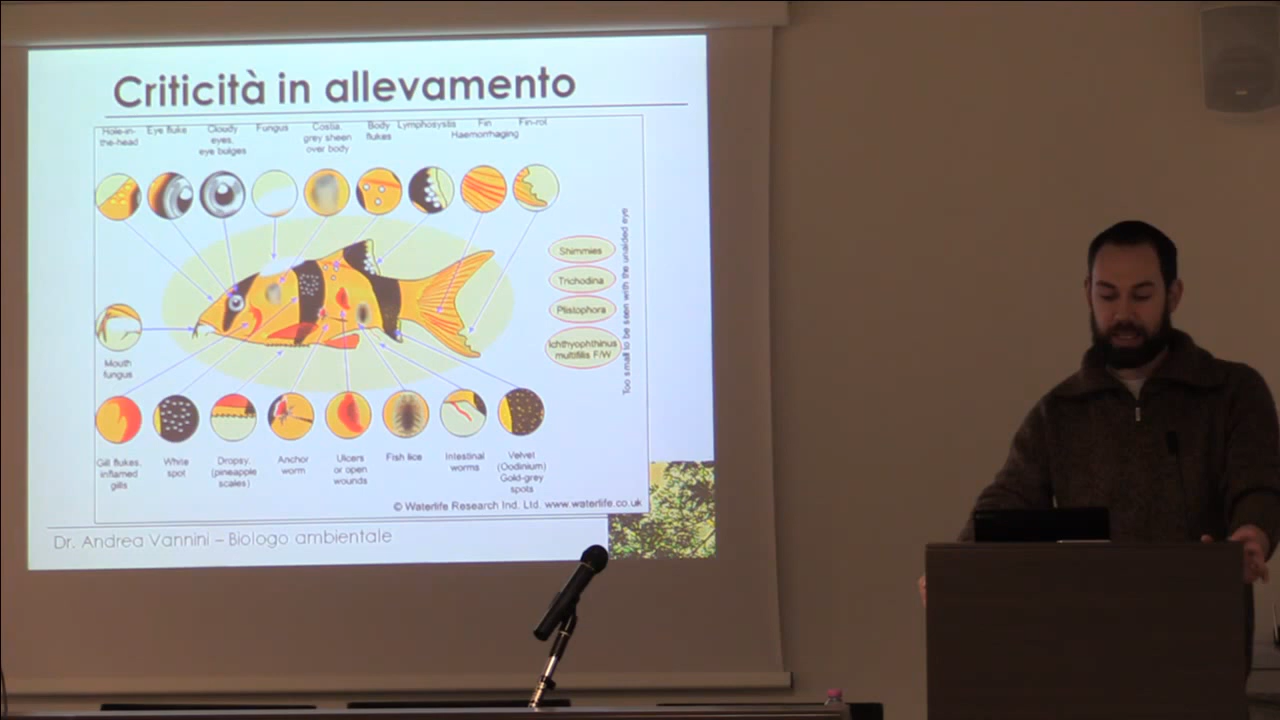 Criticità in allevamento
Hole-in-
the-head
Eye fluke
Cloudy
eyes,
eye bulges
Fungus
Costia,
grey sheen
over body
Body
flukes
Lymphosystis
Fin
Haemorrhaging
Fin-rot
Too small to be seen with the unaided eye
Shimmies
Trichodina
Plistophora
Ichthyophthirius
multifilis F/W
Mouth
fungus
Gill flukes,
inflamed
gills
White
spot
Dropsy,
(pineapple
scales)
Anchor
worm
Ulcers
or open
wounds
Fish lice
Intestinal
worms
Velvet
(Oodinium)
Gold-grey
spots
© Waterlife Research Ind. Ltd. www.waterlife.co.uk
Dr. Andrea Vannini – Biologo ambientale